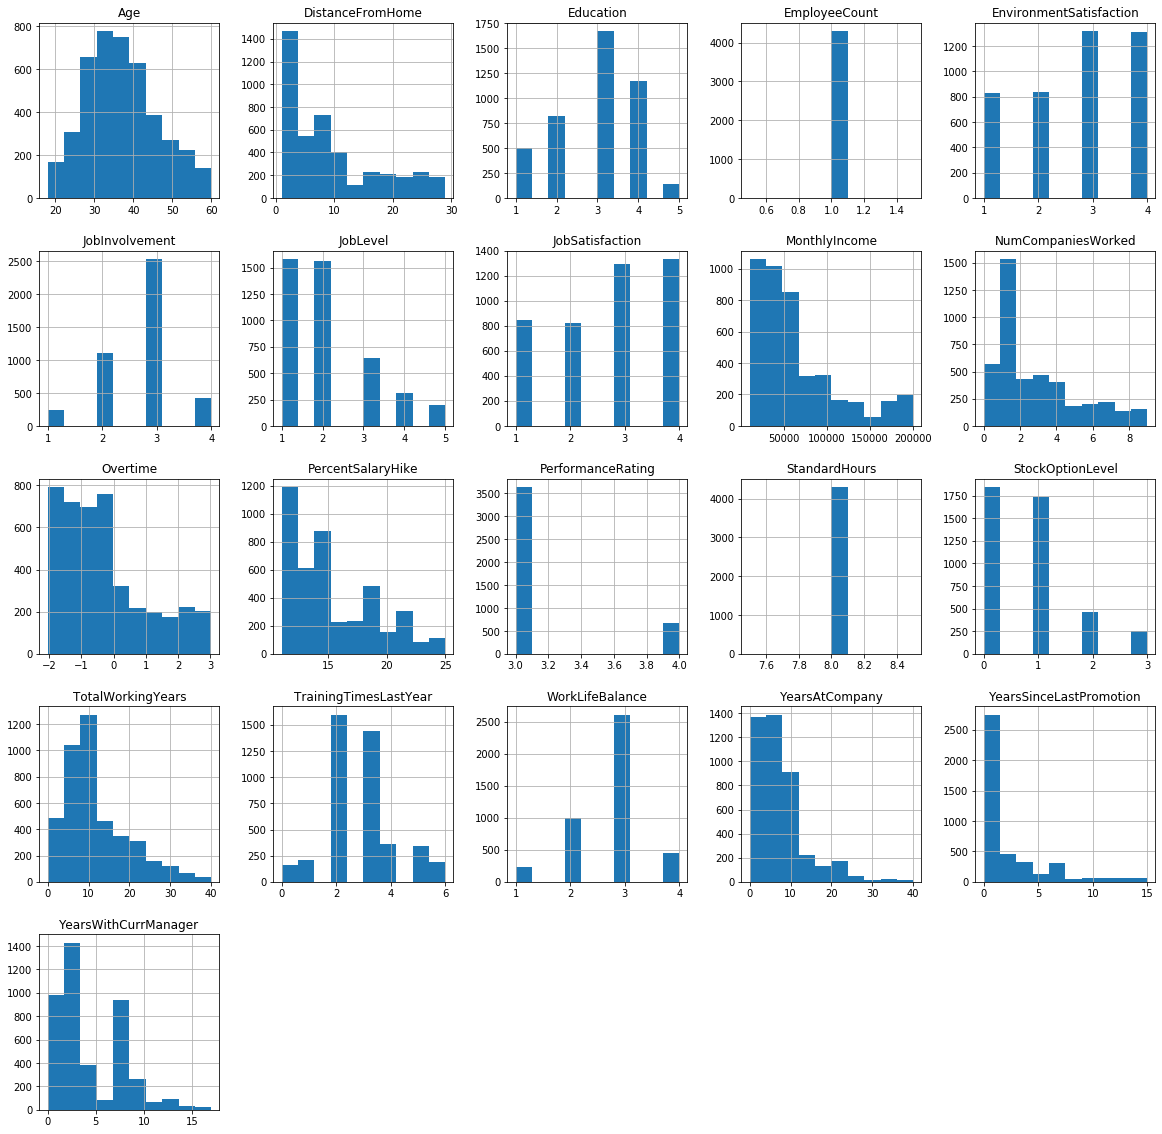 Age DistanceFromHome Education EmployeeCount EnvironmentSatisfaction
800 600 400 200 0
20 30 40 50 60
1400 1200 1000 800 600 400 200 0
0 10 20 30
1750 1500 1250 1000 750 500 250 0
1 2 3 4 5
4000 3000 2000 1000 0
0.6 0.8 1.0 1.2 1.4
1200 1000 800 600 400 200 0
1 2 3 4
JobInvolvement JobLevel JobSatisfaction MonthlyIncome NumCompaniesWorked
2500 2000 1500 1000 500 0
1 2 3 4
1500 1250 1000 750 500 250 0
1 2 3 4 5
1400 1200 1000 800 600 400 200 0
1 2 3 4
1000 800 600 400 200 0
50000 100000 150000 200000
1500 1250 1000 750 500 250 0
0 2 4 6 8
Overtime PercentSalaryHike PerformanceRating StandardHours StockOptionLevel
800 600 400 200 0
−2 −1 0 1 2 3
1200 1000 800 600 400 200 0
15 20 25
3500 3000 2500 2000 1500 1000 500 0
3.0 3.2 3.4 3.6 3.8 4.0
4000 3000 2000 1000 0
7.6 7.8 8.0 8.2 8.4
1750 1500 1250 1000 750 500 250 0
0 1 2 3
TotalWorkingYears TrainingTimesLastYear WorkLifeBalance YearsAtCompany YearsSinceLastPromotion
1200 1000 800 600 400 200 0
0 10 20 30 40
1500 1250 1000 750 500 250 0
0 2 4 6
2500 2000 1500 1000 500 0
1 2 3 4
1400 1200 1000 800 600 400 200 0
0 10 20 30 40
2500 2000 1500 1000 500 0
0 5 10 15
YearsWithCurrManager
1400 1200 1000 800 600 400 200 0
0 5 10 15